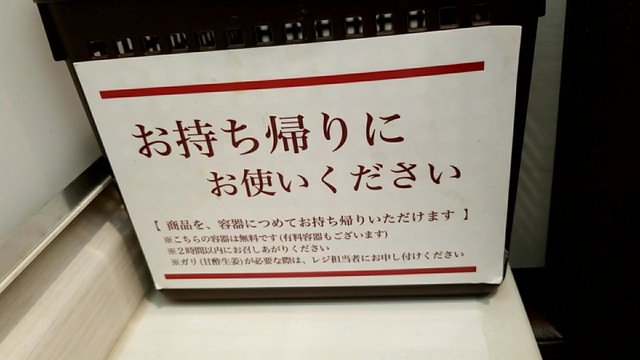 お持ち帰りに
お使いください
【 商品を、容器につめてお持ち帰りいただけます 】
※こちらの容器は無料です(有料容器もございます)
※2時間以内にお召しあがりください
※ガリ(甘酢生姜)が必要な際は、レジ担当者にお申し付けください